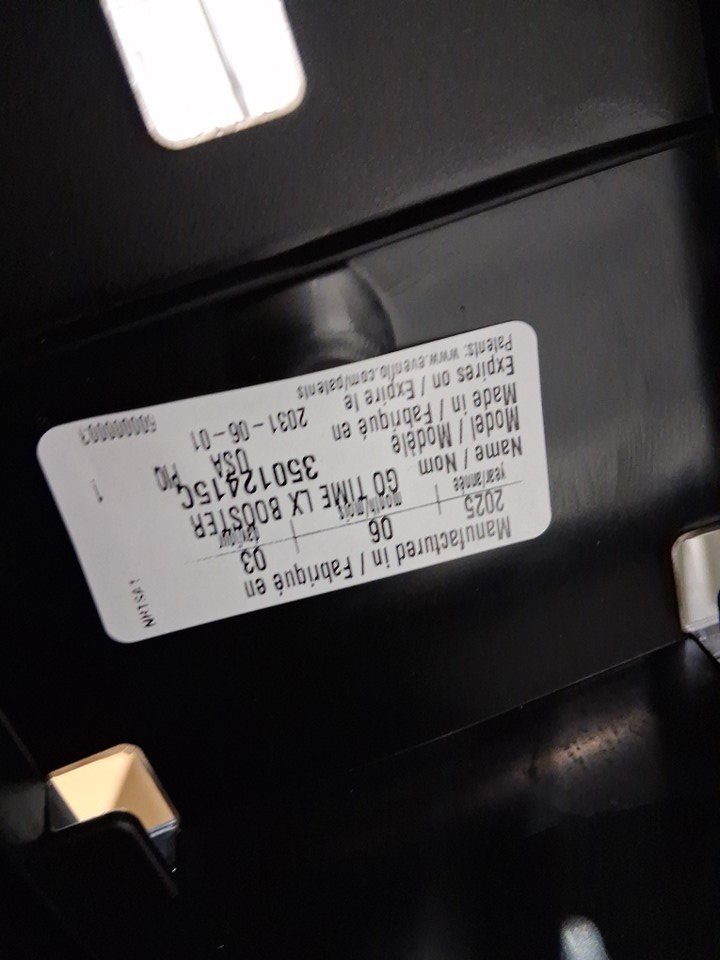 Manufactured in / Fabriqué en
2025 06 03
year/année month/mois day/jour
Name / Nom GO TIME LX BOOSTER
Model / Modèle 35012415C
Made in / Fabriqué en USA PIO
Expires on / Expire le 2031-06-01
Patents: www.evenflo.com/patents
1